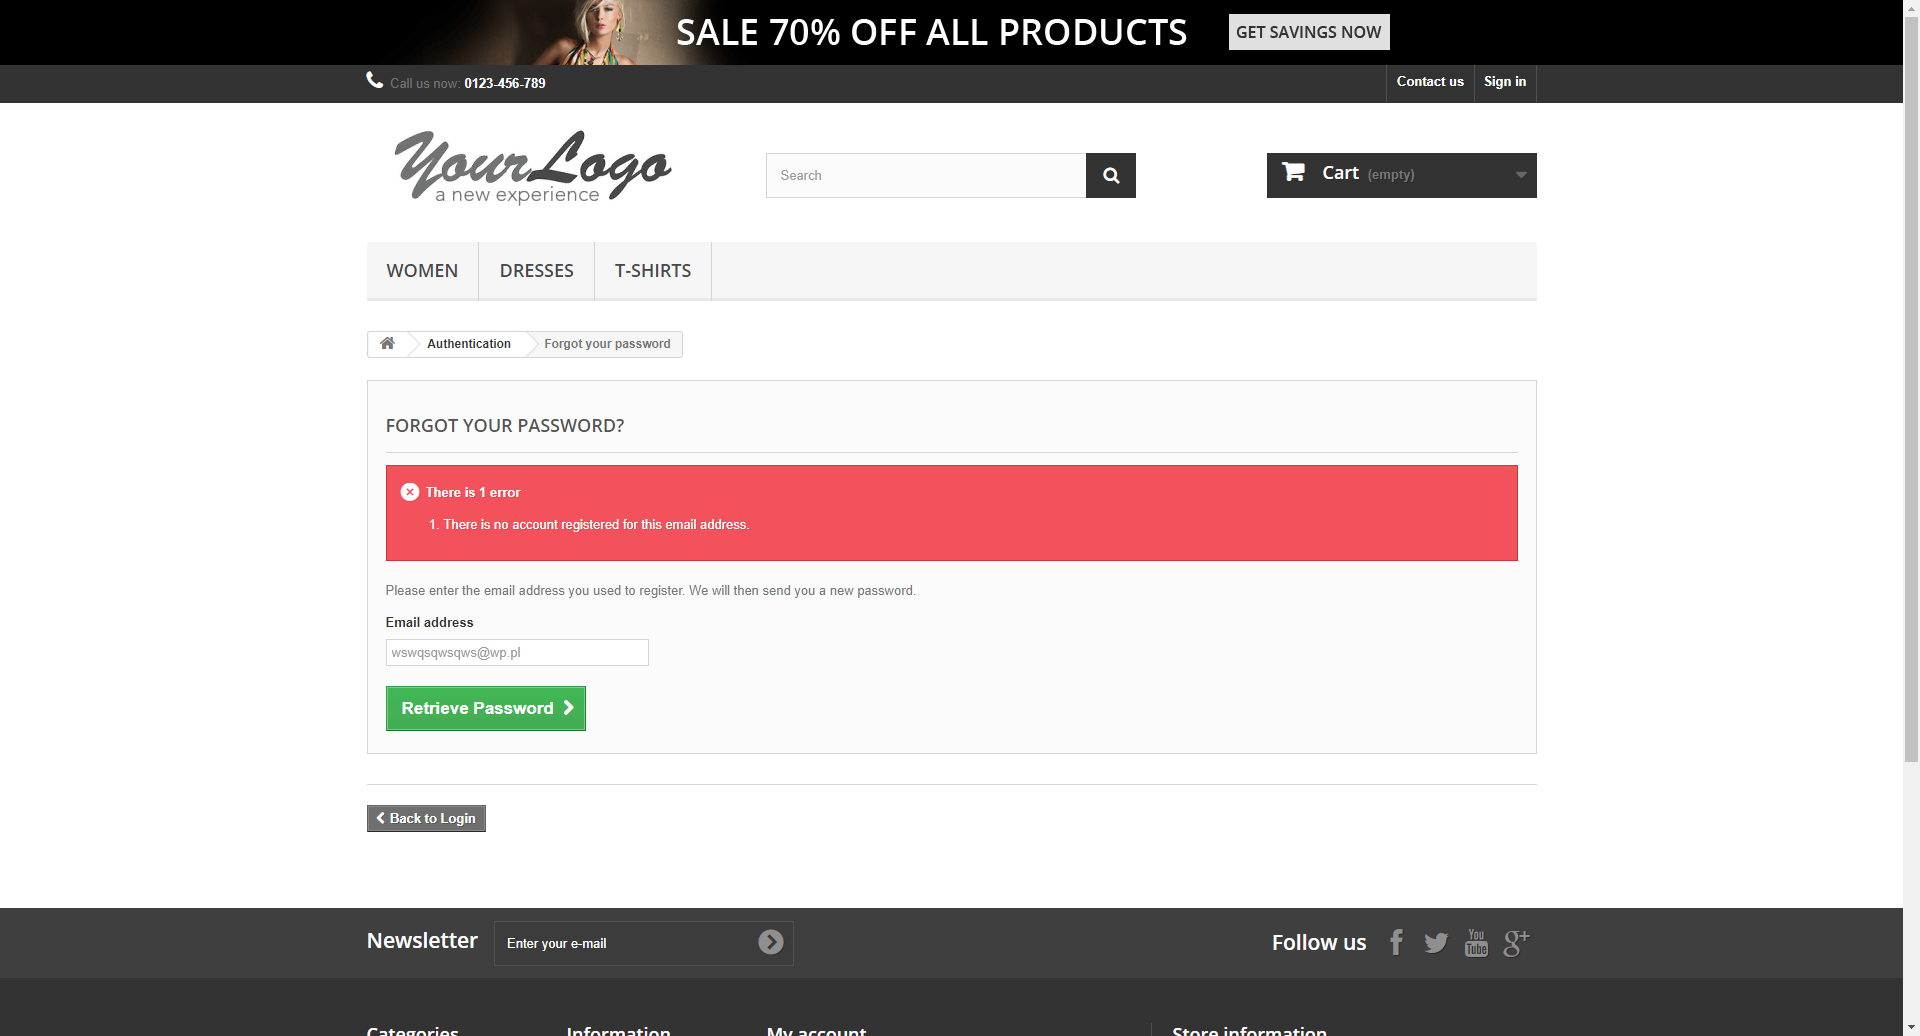 SALE 70% OFF ALL PRODUCTS GET SAVINGS NOW
Call us now: 0123-456-789 Contact us Sign in
YourLogo
a new experience
Search
Cart (empty)
WOMEN DRESSES T-SHIRTS
Authentication Forgot your password
FORGOT YOUR PASSWORD?
There is 1 error
1. There is no account registered for this email address.
Please enter the email address you used to register. We will then send you a new password.
Email address
wswqsqwsqws@wp.pl
Retrieve Password
Back to Login
Newsletter Enter your e-mail Follow us You Tube g+
Categories Information My account Store information